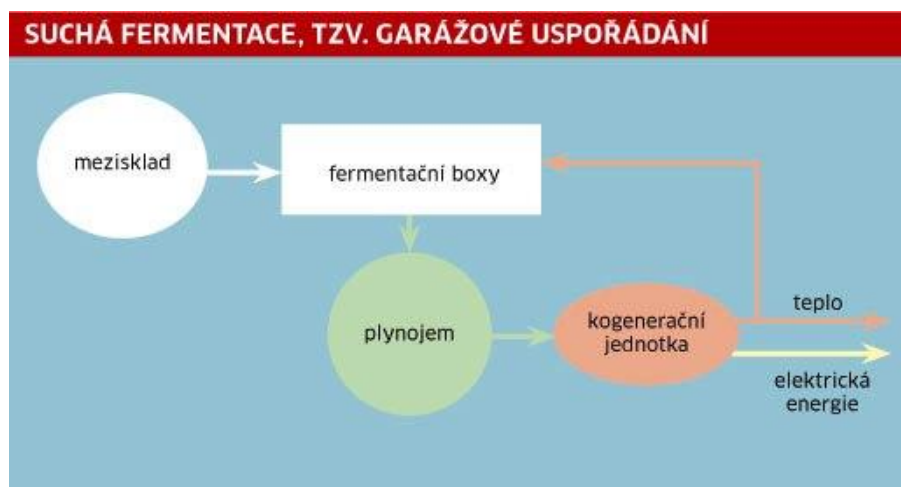 SUCHÁ FERMENTACE, TZV. GARÁŽOVÉ USPOŘÁDÁNÍ
mezisklad
fermentační boxy
plynojem
kogenerační
jednotka
teplo
elektrická
energie